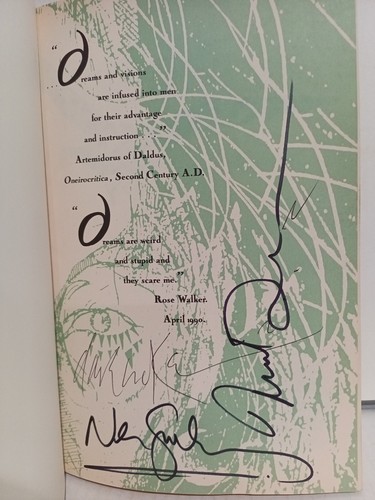 “dreams and visions
are infused into men
for their advantage
and instruction . . .”
Artemidorus of Daldus,
Oneirocritica, Second Century A.D.
“dreams are weird
and stupid and
they scare me.”
Rose Walker.
April 1990.